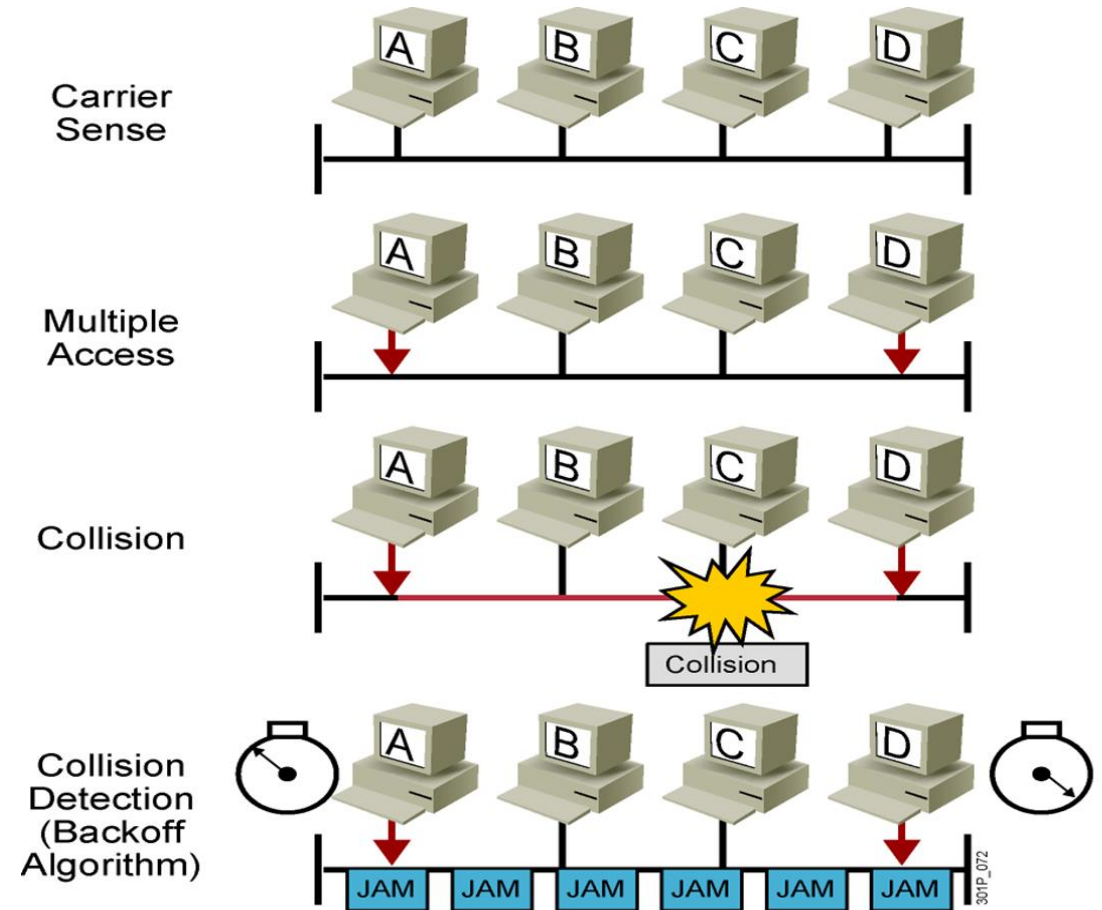 A B C D
Carrier
Sense
A B C D
Multiple
Access
A B C D
Collision
Collision
A B C D
Collision
Detection
(Backoff
Algorithm)
JAM JAM JAM JAM JAM JAM
301P_072